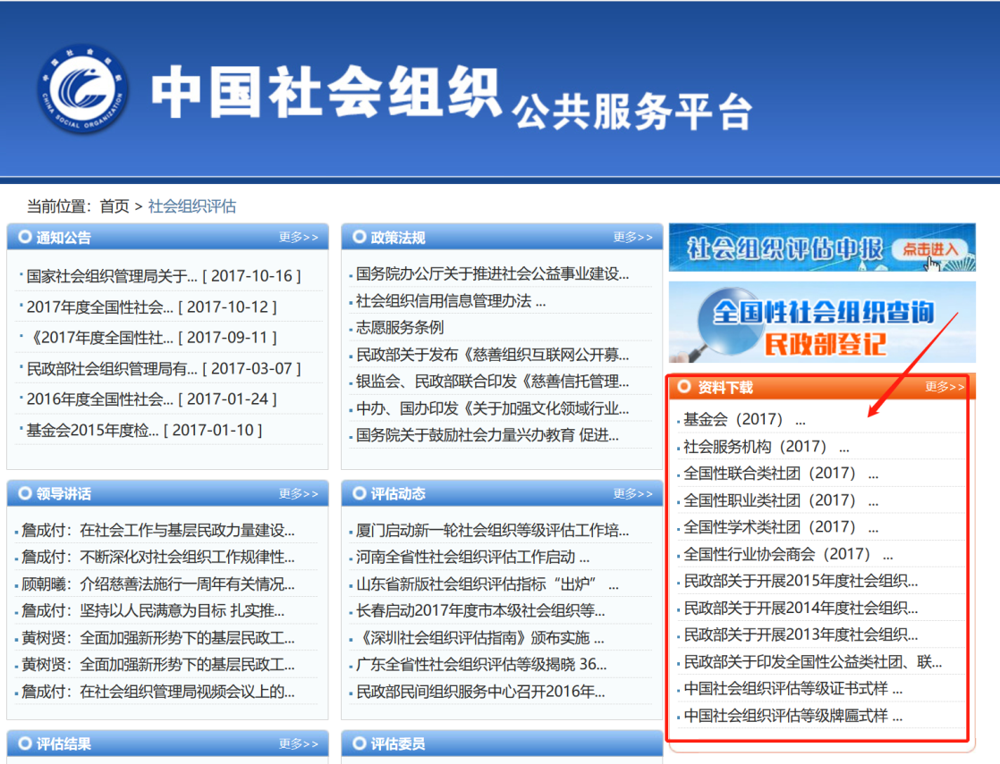 中国社会组织
CHINA SOCIAL ORGANIZATION
中国社会组织 公共服务平台
当前位置：首页 > 社会组织评估
通知公告 更多>>
国家社会组织管理局关于... [ 2017-10-16 ]
2017年度全国性社会... [ 2017-10-12 ]
《2017年度全国性社... [ 2017-09-11 ]
民政部社会组织管理局有... [ 2017-03-07 ]
2016年度全国性社会... [ 2017-01-24 ]
基金会2015年度检... [ 2017-01-10 ]
政策法规 更多>>
国务院办公厅关于推进社会公益事业建设...
社会组织信用信息管理办法 ...
志愿服务条例
民政部关于发布《慈善组织互联网公开募...
银监会、民政部联合印发《慈善信托管理...
中办、国办印发《关于加强文化领域行业...
国务院关于鼓励社会力量兴办教育 促进...
社会组织评估申报 点击进入
全国性社会组织查询
民政部登记
资料下载 更多>>
基金会（2017） ...
社会服务机构（2017） ...
全国性联合类社团（2017） ...
全国性职业类社团（2017） ...
全国性学术类社团（2017） ...
全国性行业协会商会（2017） ...
民政部关于开展2015年度社会组织...
民政部关于开展2014年度社会组织...
民政部关于开展2013年度社会组织...
民政部关于印发全国性公益类社团、联...
中国社会组织评估等级证书式样 ...
中国社会组织评估等级牌匾式样 ...
领导讲话 更多>>
詹成付：在社会工作与基层民政力量建设...
詹成付：不断深化对社会组织工作规律性...
顾朝曦：介绍慈善法施行一周年有关情况...
詹成付：坚持以人民满意为目标 扎实推...
黄树贤：全面加强新形势下的基层民政工...
黄树贤：全面加强新形势下的基层民政工...
詹成付：在社会组织管理局视频会议上的...
评估动态 更多>>
厦门启动新一轮社会组织等级评估工作培...
河南全省性社会组织评估工作启动 ...
山东省新版社会组织评估指标“出炉” ...
长春启动2017年度市本级社会组织等...
《深圳社会组织评估指南》颁布实施 ...
广东全省性社会组织评估等级揭晓 36...
民政部民间组织服务中心召开2016年...
评估结果 更多>>
评估委员